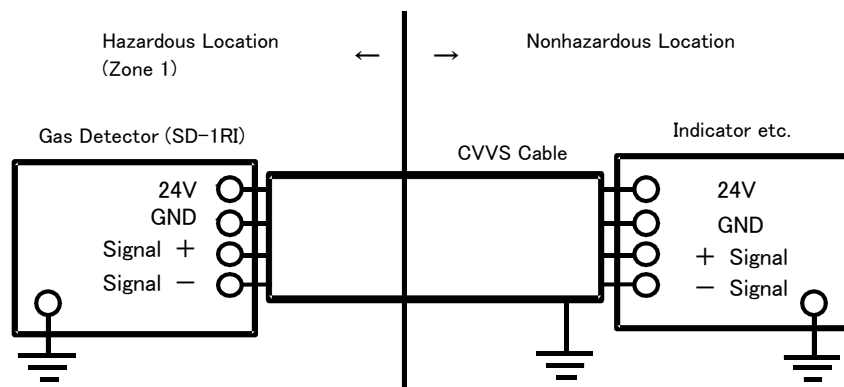 Hazardous Location
(Zone 1)
← →
Nonhazardous Location
Gas Detector (SD-1RI)
CVVS Cable
Indicator etc.
24V
GND
Signal +
Signal -
24V
GND
+ Signal
- Signal